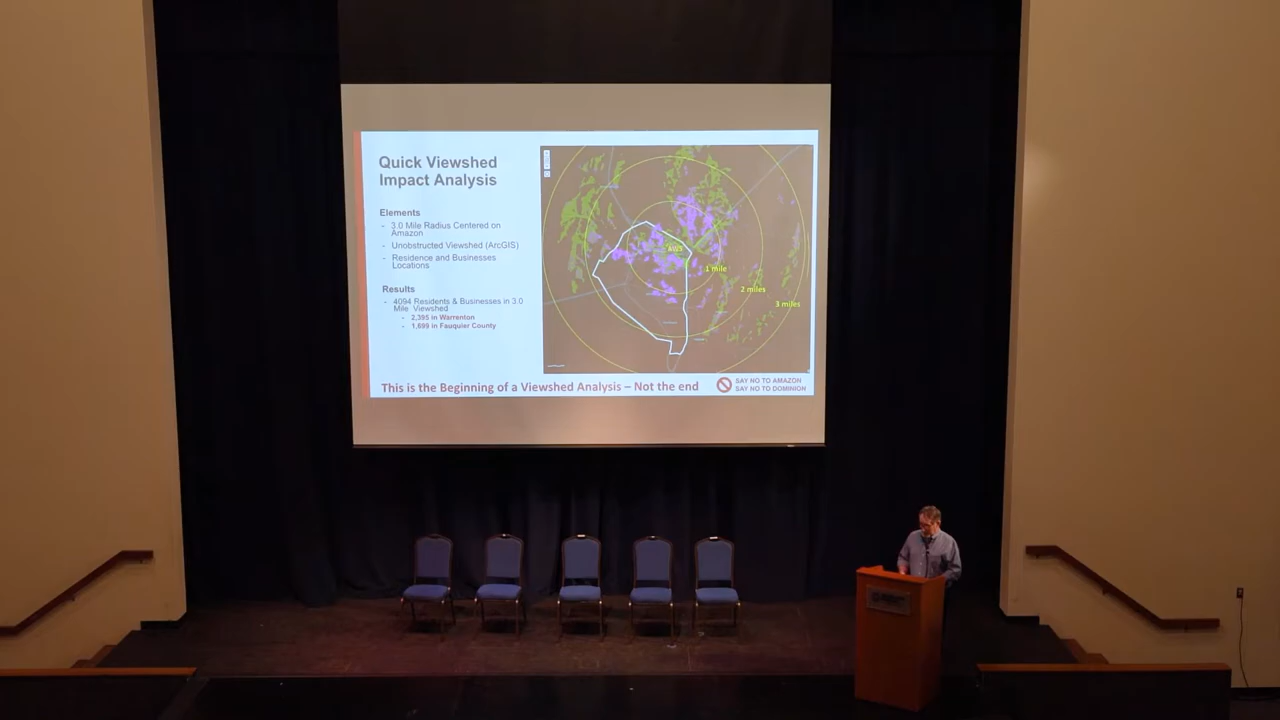 Quick Viewshed
Impact Analysis
Elements
- 3.0 Mile Radius Centered on
Amazon
- Unobstructed Viewshed (ArcGIS)
- Residence and Businesses
Locations
Results
- 4094 Residents & Businesses in 3.0
Mile Viewshed
- 2,395 in Warrenton
- 1,699 in Fauquier County
AWS
1 mile
2 miles
3 miles
This is the Beginning of a Viewshed Analysis – Not the end
SAY NO TO AMAZON
SAY NO TO DOMINION